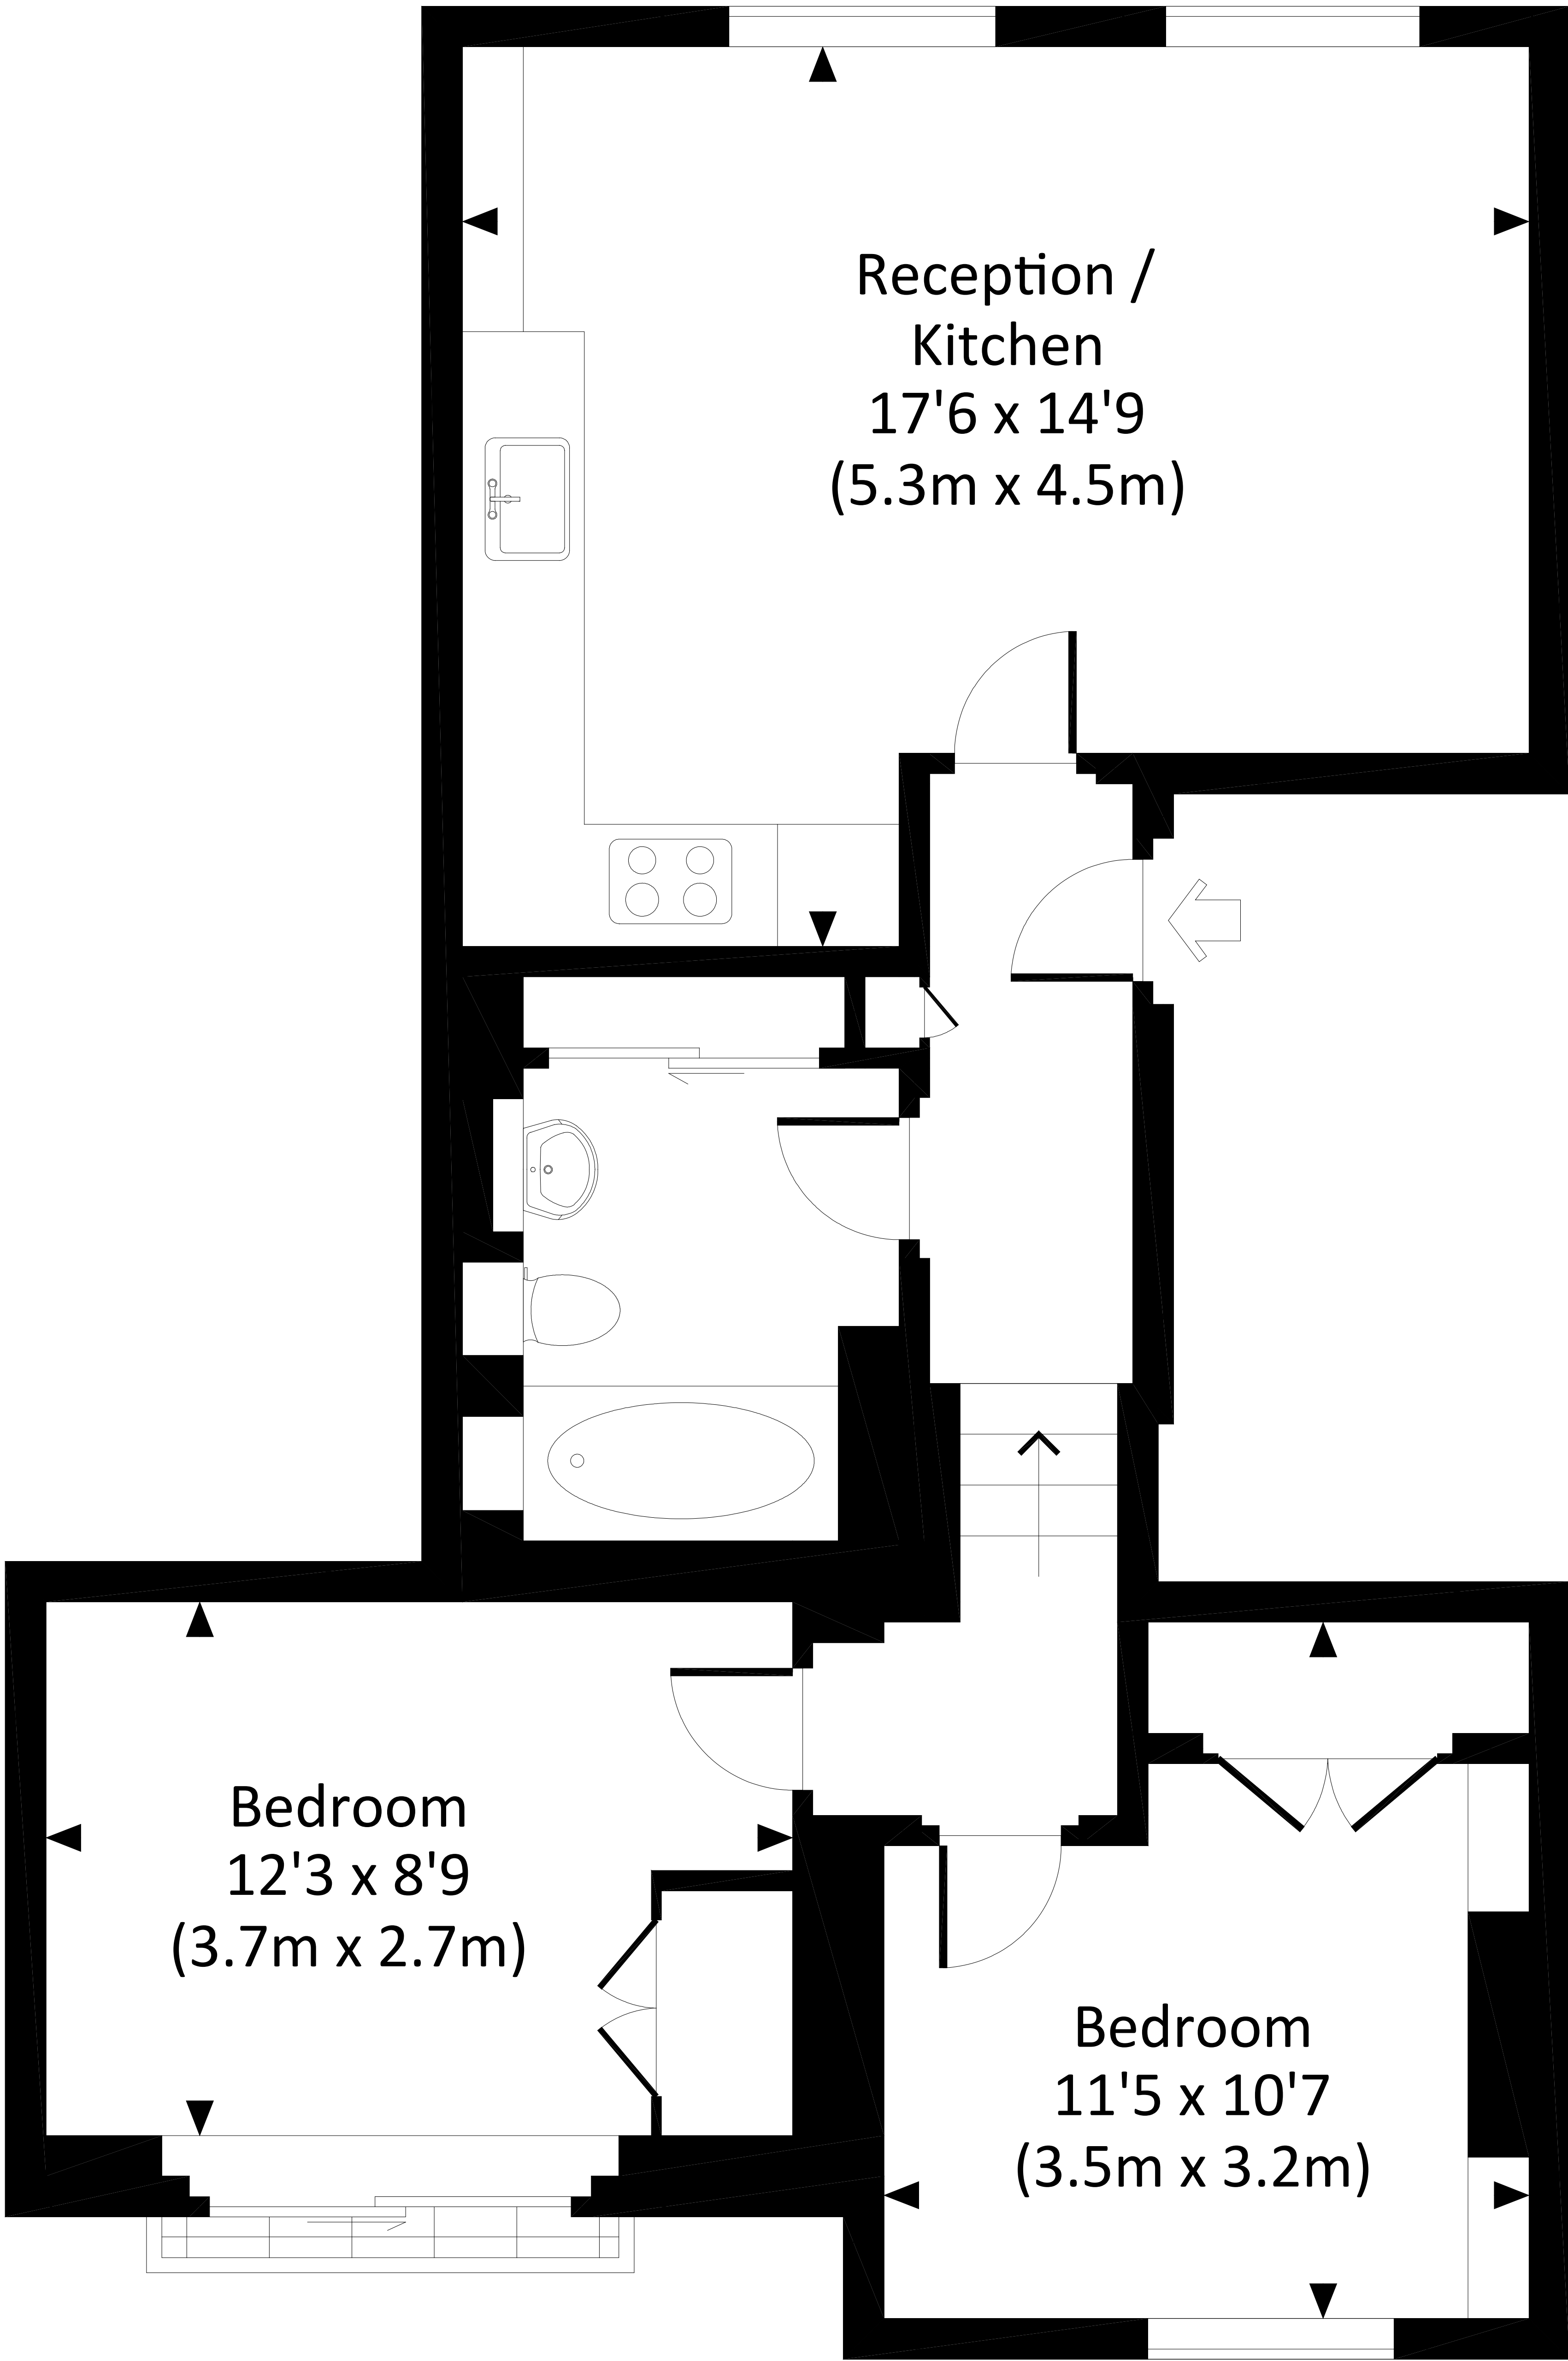 Reception /
Kitchen
17'6 x 14'9
(5.3m x 4.5m)
Bedroom
12'3 x 8'9
(3.7m x 2.7m)
Bedroom
11'5 x 10'7
(3.5m x 3.2m)